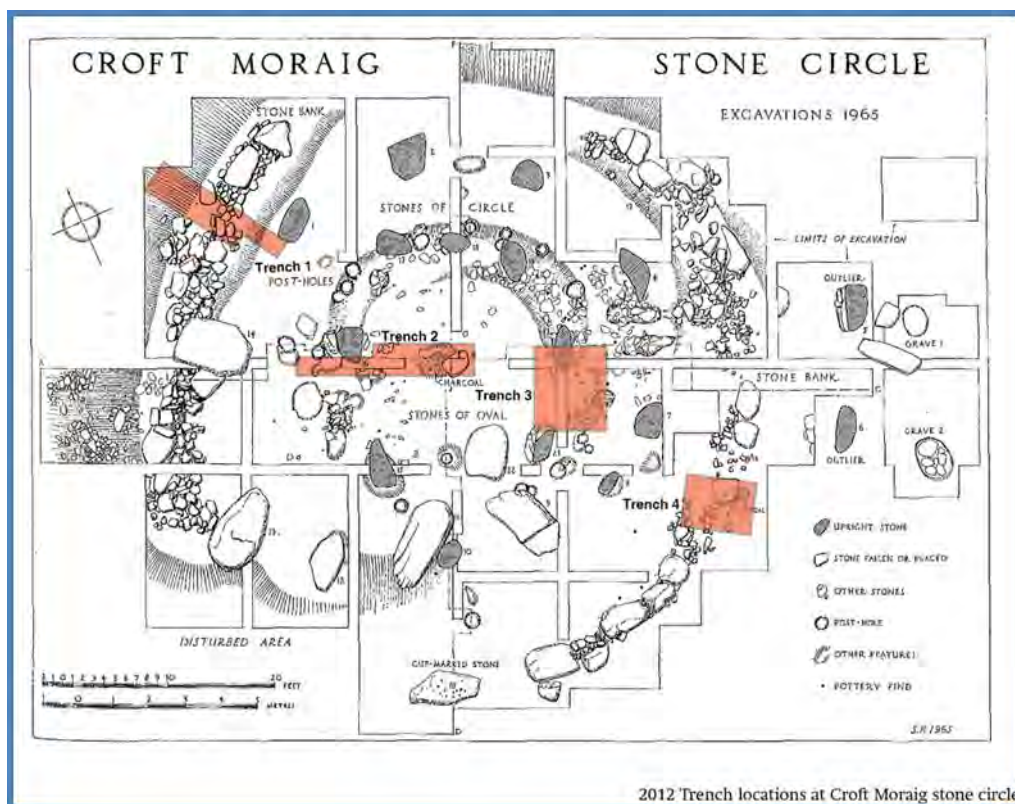 CROFT MORAIG
STONE CIRCLE
EXCAVATIONS 1965
STONE BANK
STONES OF CIRCLE
LIMITS OF EXCAVATION
Trench 1
POST-HOLES
OUTLIER
GRAVE 1
Trench 2
CHARCOAL
Trench 3
STONE BANK
STONES OF OVAL
OUTLIER
GRAVE 2
Trench 4
UPRIGHT STONE
STONE FALLEN OR PLACED
OTHER STONES
POST-HOLE
OTHER FEATURES
POTTERY FIND
DISTURBED AREA
CUP-MARKED STONE
FEET
METRES
S.P. 1965
2012 Trench locations at Croft Moraig stone circle